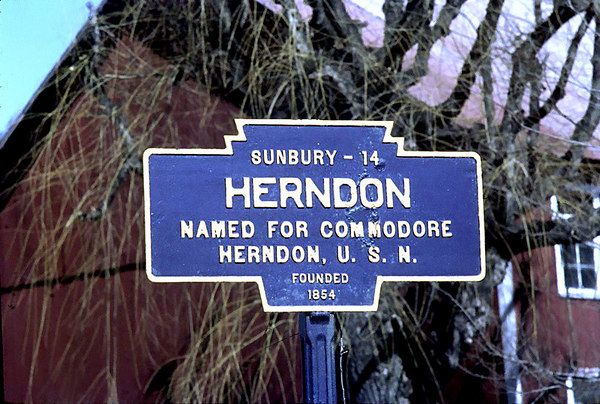 SUNBURY - 14
HERNDON
NAMED FOR COMMODORE
HERNDON, U. S. N.
FOUNDED
1854